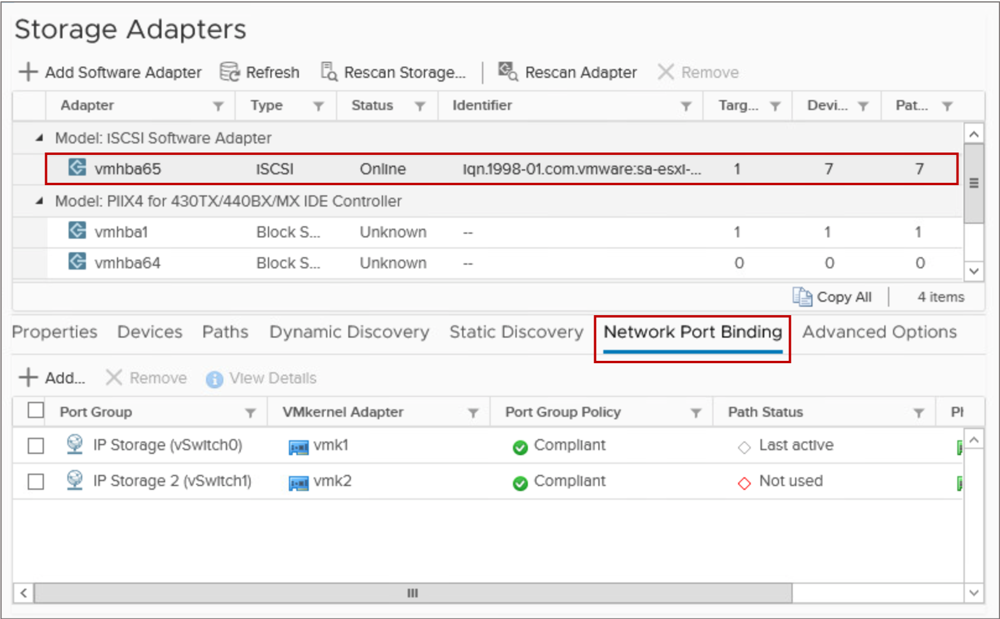 Storage Adapters
Add Software Adapter Refresh Rescan Storage... Rescan Adapter Remove
Adapter Type Status Identifier Targ... Devi... Pat...
Model: iSCSI Software Adapter
vmhba65 iSCSI Online iqn.1998-01.com.vmware:sa-esxi-... 1 7 7
Model: PIIX4 for 430TX/440BX/MX IDE Controller
vmhba1 Block S... Unknown -- 1 1 1
vmhba64 Block S... Unknown -- 0 0 0
Copy All 4 items
Properties Devices Paths Dynamic Discovery Static Discovery Network Port Binding Advanced Options
Add... Remove View Details
Port Group VMkernel Adapter Port Group Policy Path Status
IP Storage (vSwitch0) vmk1 Compliant Last active
IP Storage 2 (vSwitch1) vmk2 Compliant Not used